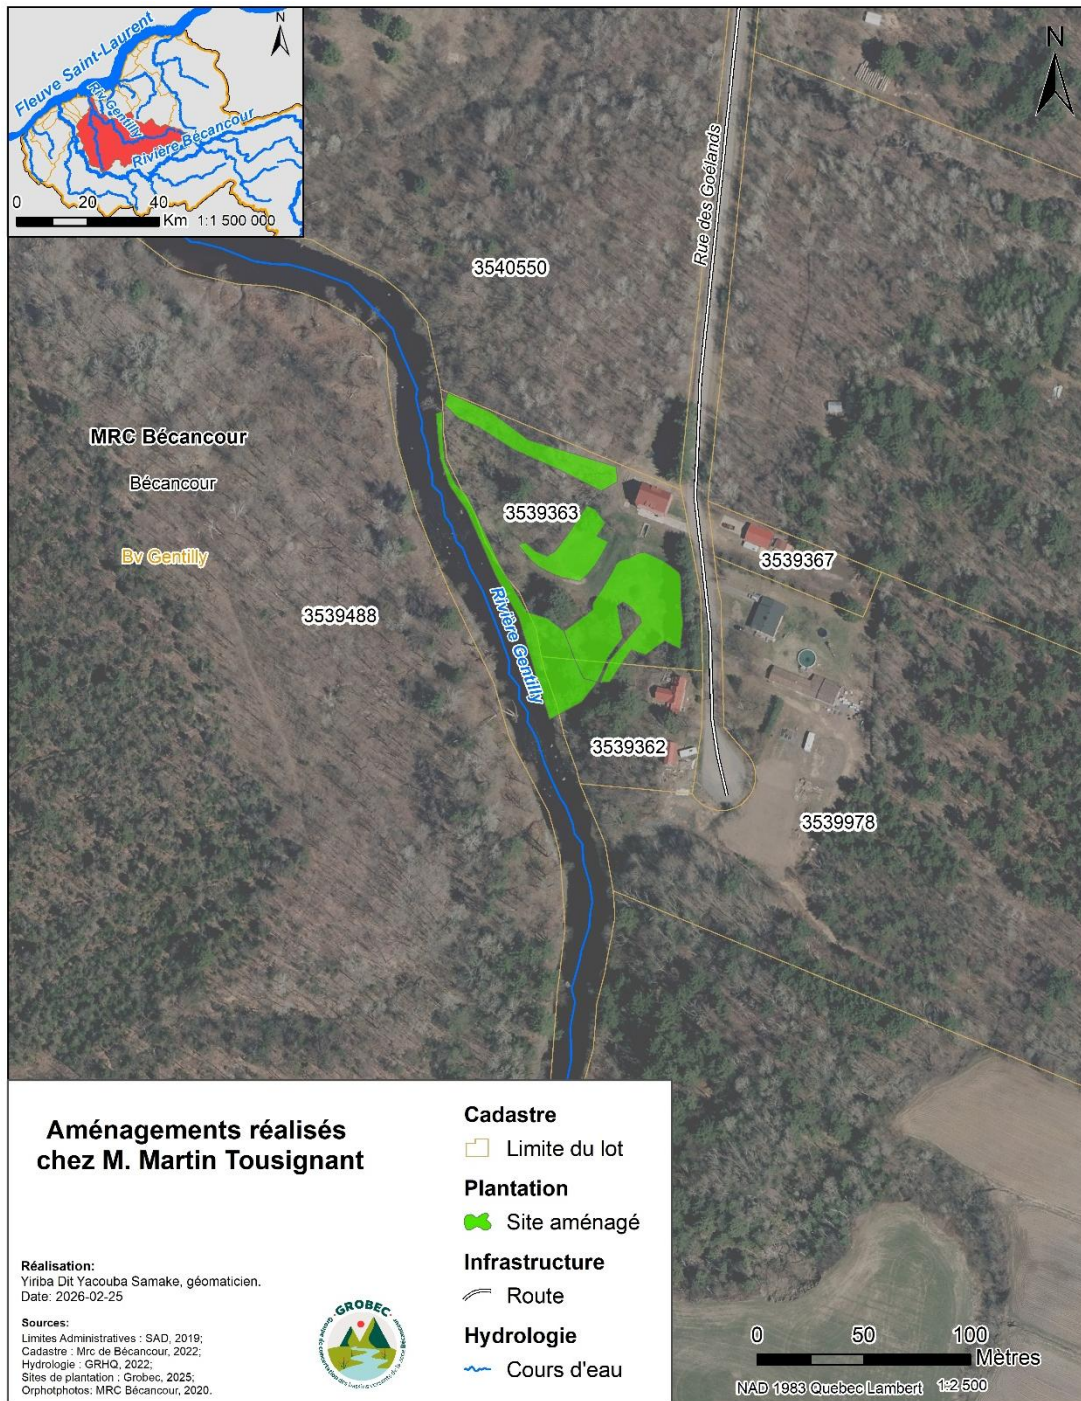 N
Fleuve Saint-Laurent
Riv. Gentilly
Rivière Bécancour
0 20 40
Km 1:1 500 000
N
Rue des Goélands
3540550
MRC Bécancour
Bécancour
Bv Gentilly
3539363
3539367
3539488
Rivière Gentilly
3539362
3539978
Aménagements réalisés
chez M. Martin Tousignant
Réalisation:
Yiriba Dit Yacouba Samake, géomaticien.
Date: 2026-02-25
Sources:
Limites Administratives : SAD, 2019;
Cadastre : Mrc de Bécancour, 2022;
Hydrologie : GRHQ, 2022;
Sites de plantation : Grobec, 2025;
Orphotphotos: MRC Bécancour, 2020.
GROBEC
Cadastre
Limite du lot
Plantation
Site aménagé
Infrastructure
Route
Hydrologie
Cours d'eau
0 50 100
Mètres
NAD 1983 Quebec Lambert 1:2 500